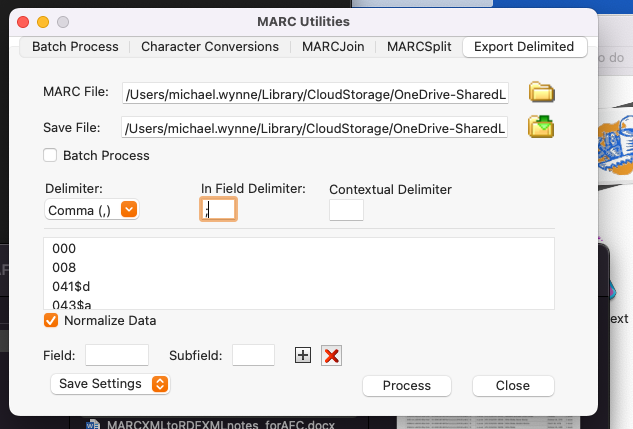 MARC Utilities
Batch Process Character Conversions MARCJoin MARCSplit Export Delimited
o do
MARC File: /Users/michael.wynne/Library/CloudStorage/OneDrive-SharedL
Save File: /Users/michael.wynne/Library/CloudStorage/OneDrive-SharedL
Batch Process
Delimiter: In Field Delimiter: Contextual Delimiter
Comma (,) ;
000
008
041$d
043$a
Normalize Data
ext
Field: Subfield:
Save Settings Process Close
MARCXMLtoRDFXMLnotes_forAFC.docx